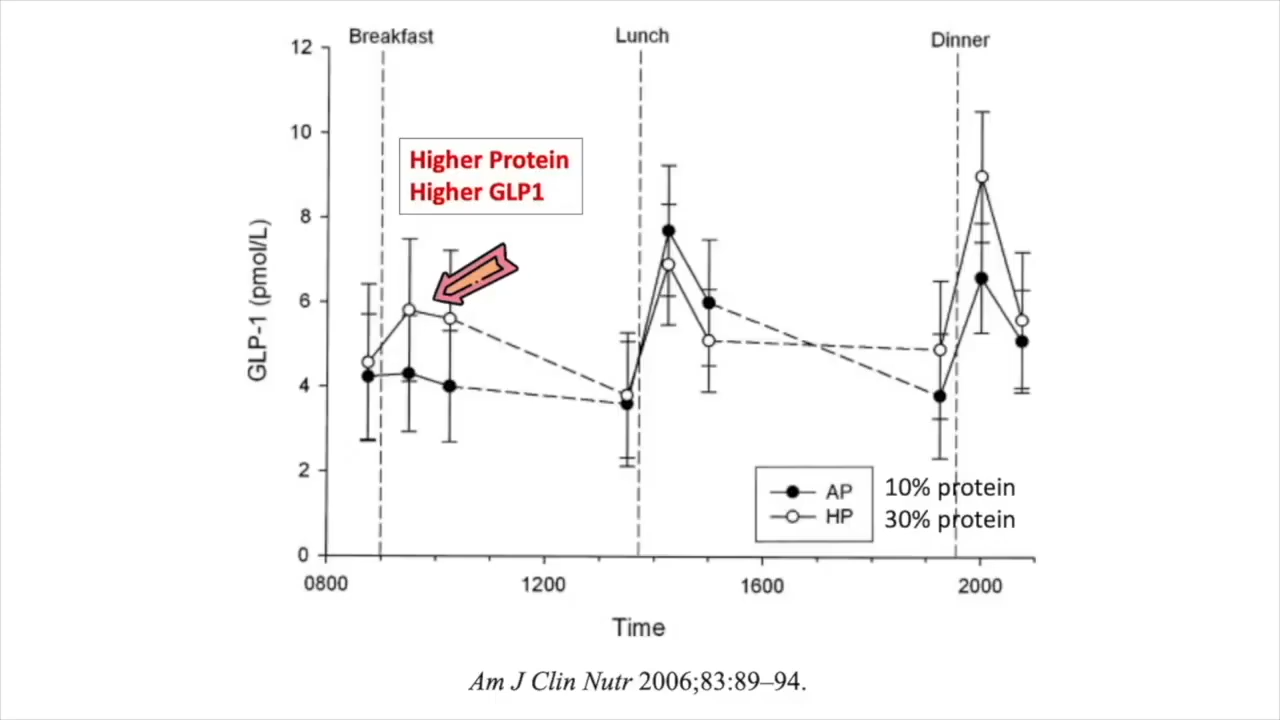 Breakfast
Lunch
Dinner
12
10
8
6
4
2
0
GLP-1 (pmol/L)
Higher Protein
Higher GLP1
AP 10% protein
HP 30% protein
0800 1200 1600 2000
Time
Am J Clin Nutr 2006;83:89–94.